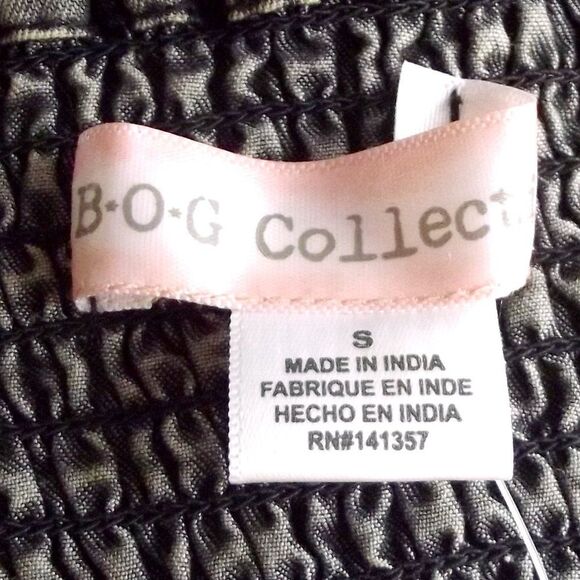 B*O*G Collect
S
MADE IN INDIA
FABRIQUE EN INDE
HECHO EN INDIA
RN#141357